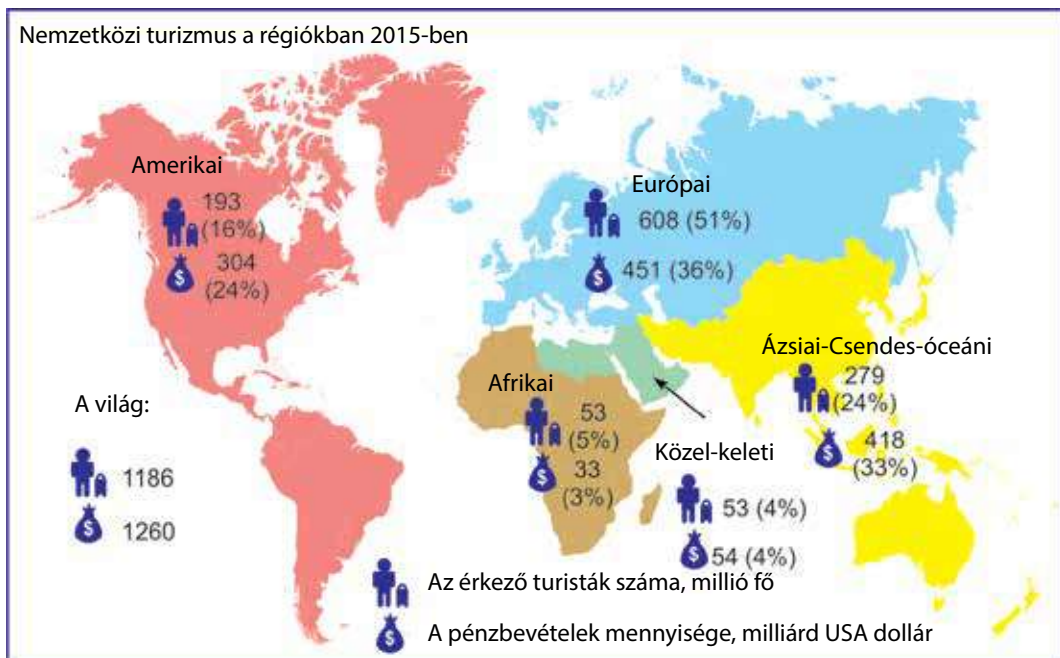 Nemzetközi turizmus a régiókban 2015-ben
Amerikai
193
(16%)
304
(24%)
Európai
608 (51%)
$
451 (36%)
$
Ázsiai-Csendes-óceáni
279
(24%)
$
418
(33%)
Afrikai
53
(5%)
$
33
(3%)
Közel-keleti
53 (4%)
$
54 (4%)
A világ:
1186
$
1260
Az érkező turisták száma, millió fő
$
A pénzbevételek mennyisége, milliárd USA dollár
$